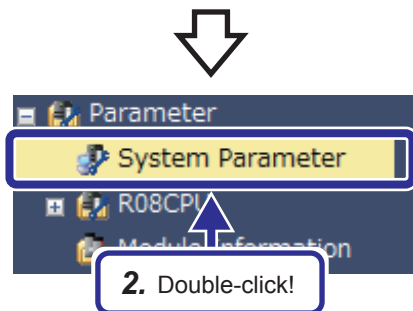 Parameter
System Parameter
R08CPU
Module Information
2. Double-click!